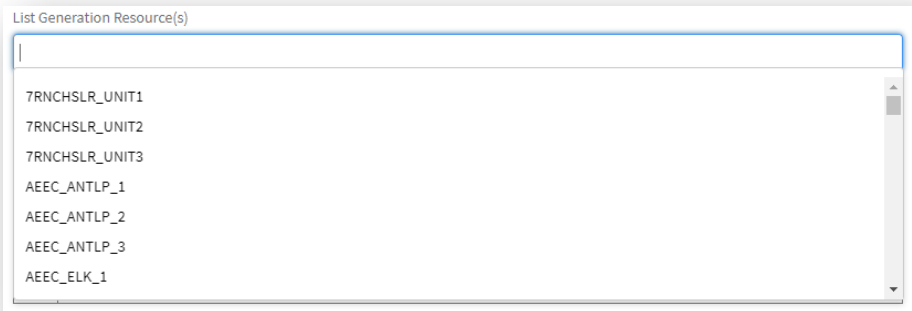 List Generation Resource(s)
7RNCHSLR_UNIT1
7RNCHSLR_UNIT2
7RNCHSLR_UNIT3
AEEC_ANTLP_1
AEEC_ANTLP_2
AEEC_ANTLP_3
AEEC_ELK_1